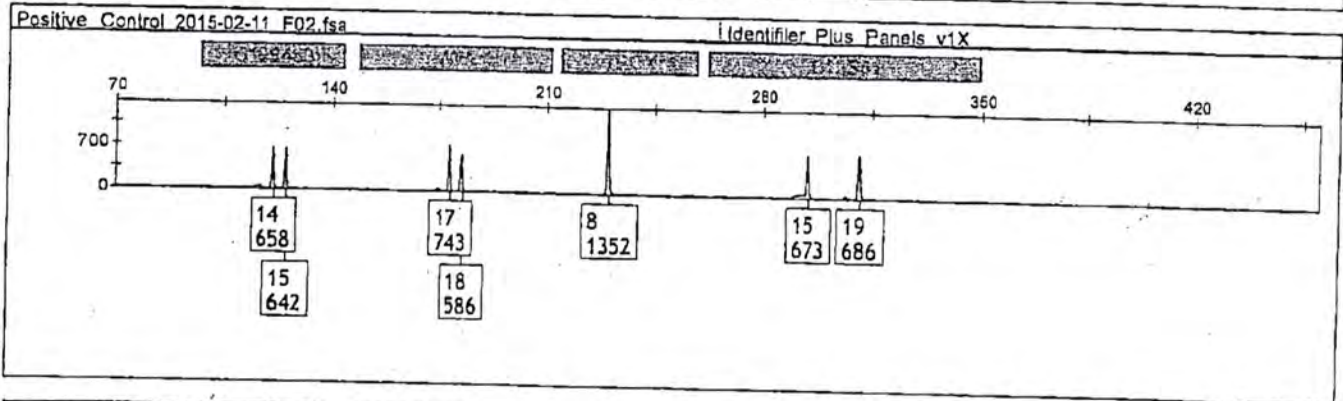 Positive Control 2015-02-11 F02.fsa Identifiler Plus Panels v1X
70 140 210 280 350 420
700
0
14 17 8 15 19
658 743 1352 673 686
15 18
642 586